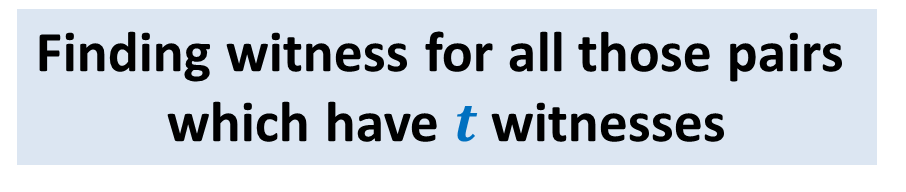 Finding witness for all those pairs
which have t witnesses